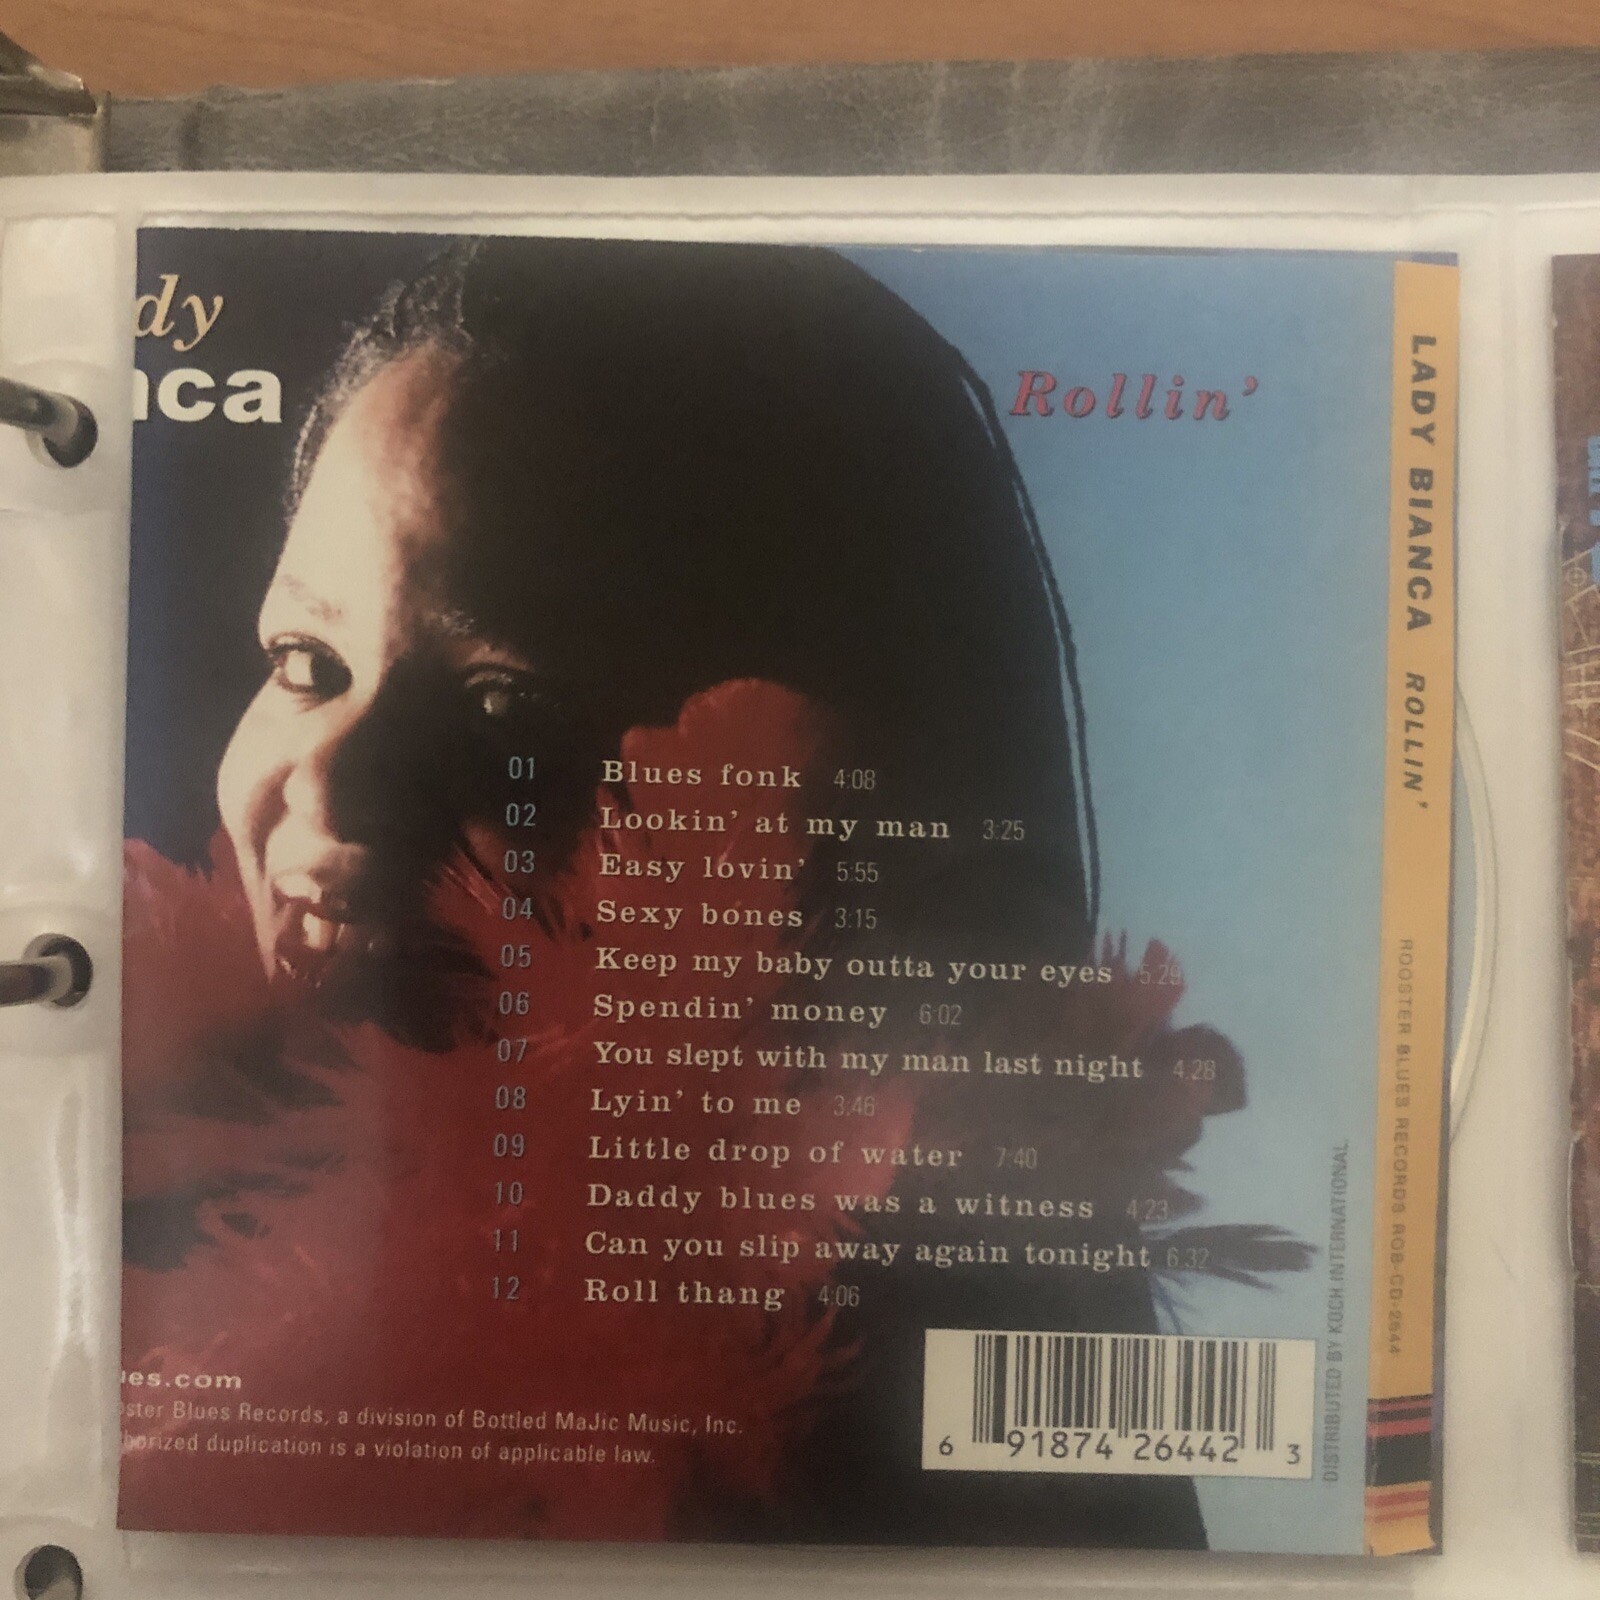 dy
nca
Rollin'
01 Blues fonk 4:08
02 Lookin' at my man 3:25
03 Easy lovin' 5:55
04 Sexy bones 3:15
05 Keep my baby outta your eyes 5:29
06 Spendin' money 6:02
07 You slept with my man last night 4:28
08 Lyin' to me 3:46
09 Little drop of water 7:40
10 Daddy blues was a witness 4:23
11 Can you slip away again tonight 6:32
12 Roll thang 4:06
ues.com
oster Blues Records, a division of Bottled MaJic Music, Inc.
horized duplication is a violation of applicable law.
6 91874 26442 3
DISTRIBUTED BY KOCH INTERNATIONAL
LADY BIANCA ROLLIN'
ROOSTER BLUES RECORDS ROB-CD-2644